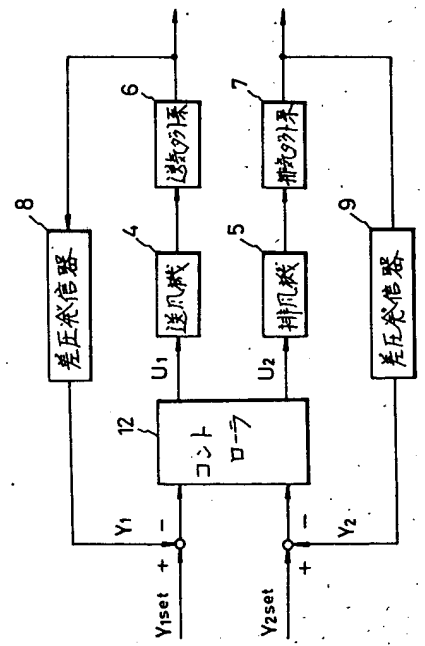 8
差圧発信器
6
送気ダクト系
4
送風機
U1
12
コント
ローラ
Y1
−
+
Y1set
7
排気ダクト系
5
排風機
U2
9
差圧発信器
Y2
−
+
Y2set